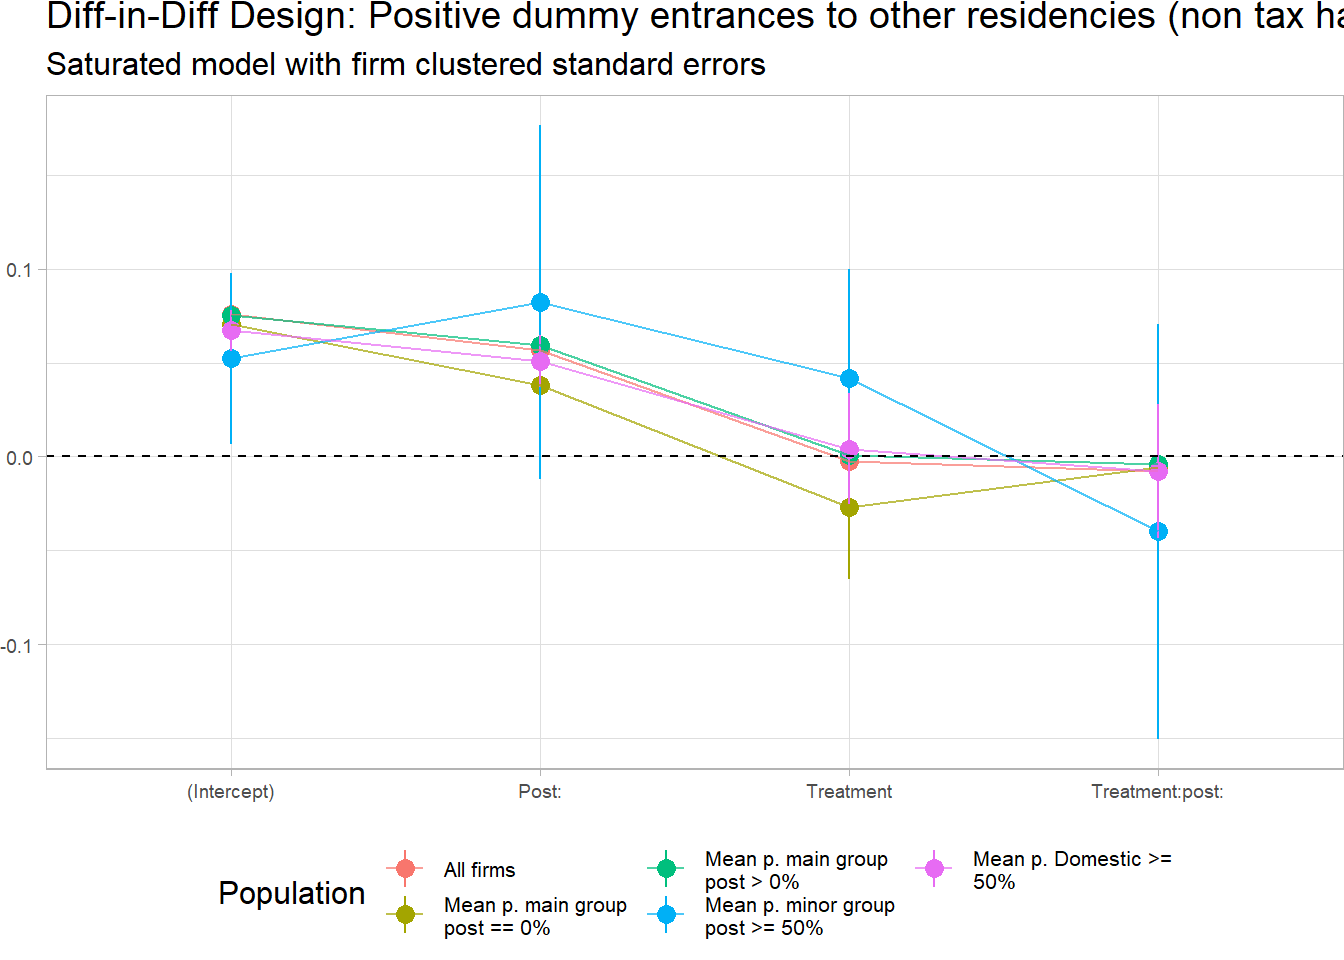 Diff-in-Diff Design: Positive dummy entrances to other residencies (non tax
Saturated model with firm clustered standard errors
0.1
0.0
-0.1
(Intercept)
Post:
Treatment
Treatment:post:
Population
All firms
Mean p. main group
post == 0%
Mean p. main group
post > 0%
Mean p. minor group
post >= 50%
Mean p. Domestic >=
50%